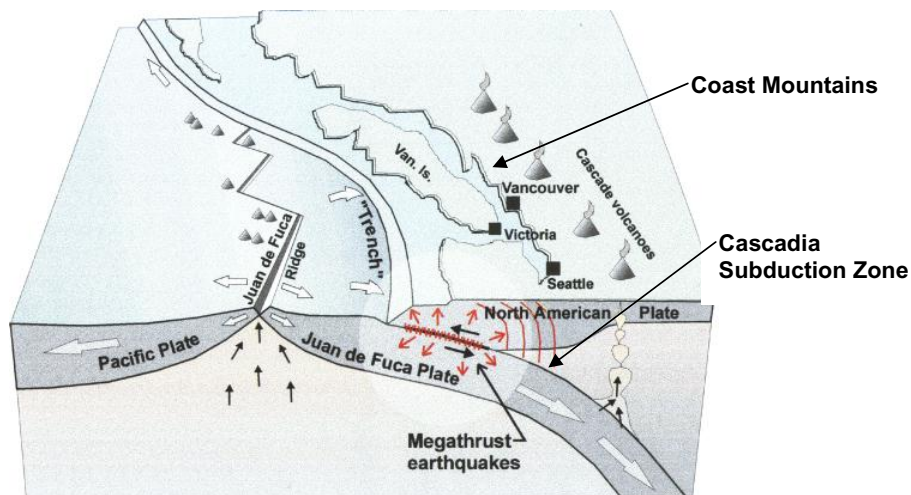 Coast Mountains
Van. Is.
Vancouver
Cascade volcanoes
"Trench"
Victoria
Juan de Fuca
Ridge
Seattle
Cascadia
Subduction Zone
North American Plate
Pacific Plate
Juan de Fuca Plate
Megathrust
earthquakes